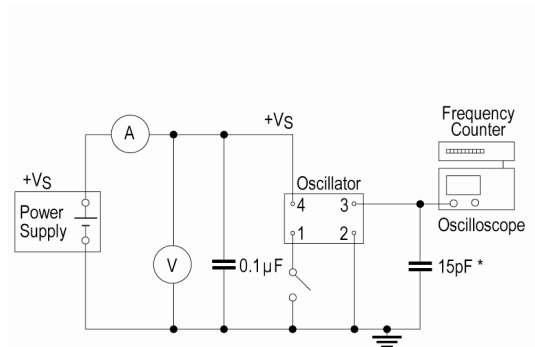 Frequency
Counter
+VS
A
+VS
Oscillator
Power
Supply
4
3
Oscilloscope
1
2
V
0.1µF
15pF *